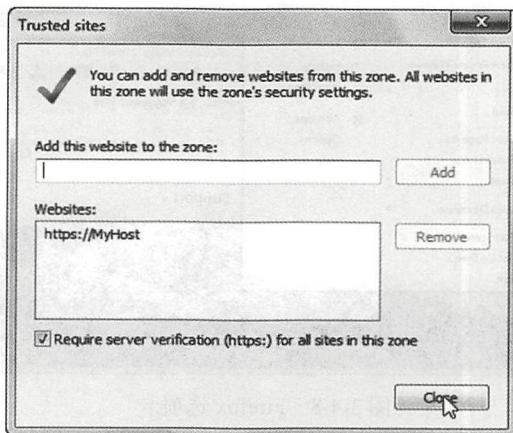 Trusted sites
You can add and remove websites from this zone. All websites in
this zone will use the zone's security settings.
Add this website to the zone:
Add
Websites:
https://MyHost
Remove
Require server verification (https:) for all sites in this zone
Close